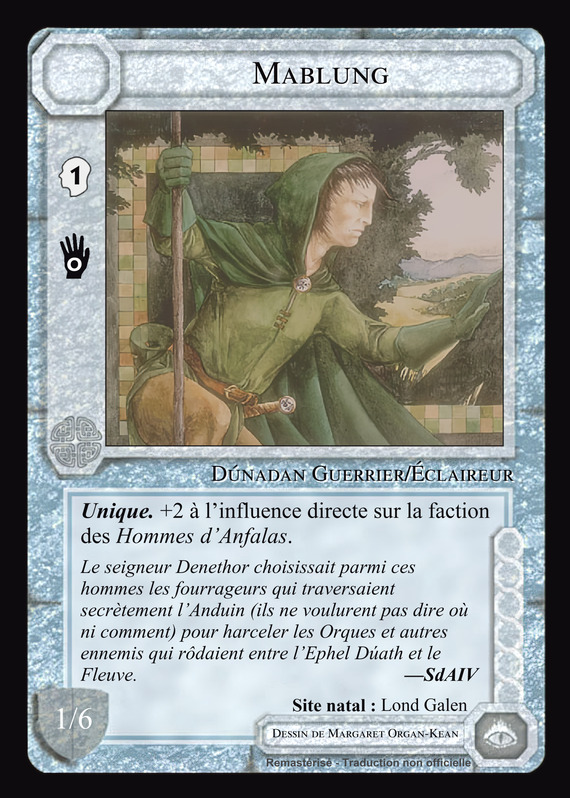 Mablung
1
0
Dúnadan Guerrier/Éclaireur
Unique. +2 à l'influence directe sur la faction
des Hommes d'Anfalas.
Le seigneur Denethor choisissait parmi ces
hommes les fourrageurs qui traversaient
secrètement l'Anduin (ils ne voulurent pas dire où
ni comment) pour harceler les Orques et autres
ennemis qui rôdaient entre l'Ephel Dúath et le
Fleuve. —SdAIV
Site natal : Lond Galen
1/6
Dessin de Margaret Organ-Kean
Remastérisé - Traduction non officielle